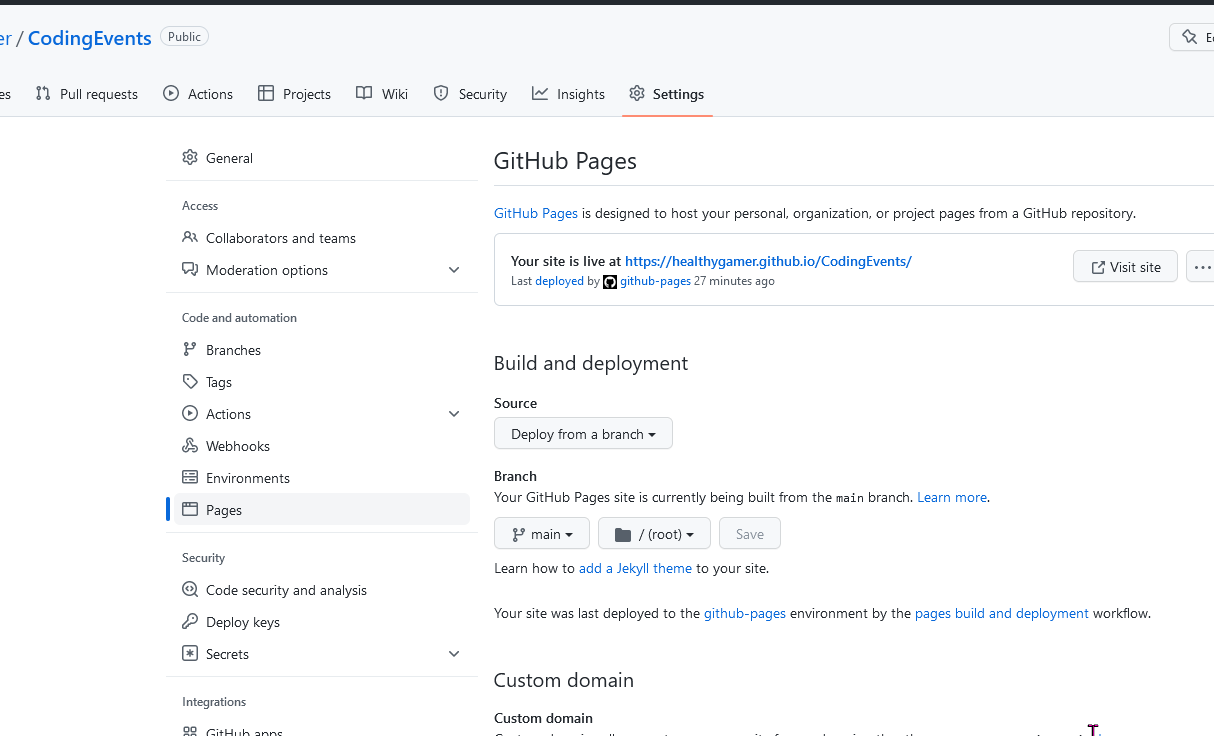 er / CodingEvents Public
es Pull requests Actions Projects Wiki Security Insights Settings
General
Access
Collaborators and teams
Moderation options
Code and automation
Branches
Tags
Actions
Webhooks
Environments
Pages
Security
Code security and analysis
Deploy keys
Secrets
Integrations
GitHub apps
GitHub Pages
GitHub Pages is designed to host your personal, organization, or project pages from a GitHub repository.
Your site is live at https://healthygamer.github.io/CodingEvents/
Last deployed by github-pages 27 minutes ago
Visit site
Build and deployment
Source
Deploy from a branch
Branch
Your GitHub Pages site is currently being built from the main branch. Learn more.
main / (root) Save
Learn how to add a Jekyll theme to your site.
Your site was last deployed to the github-pages environment by the pages build and deployment workflow.
Custom domain
Custom domain